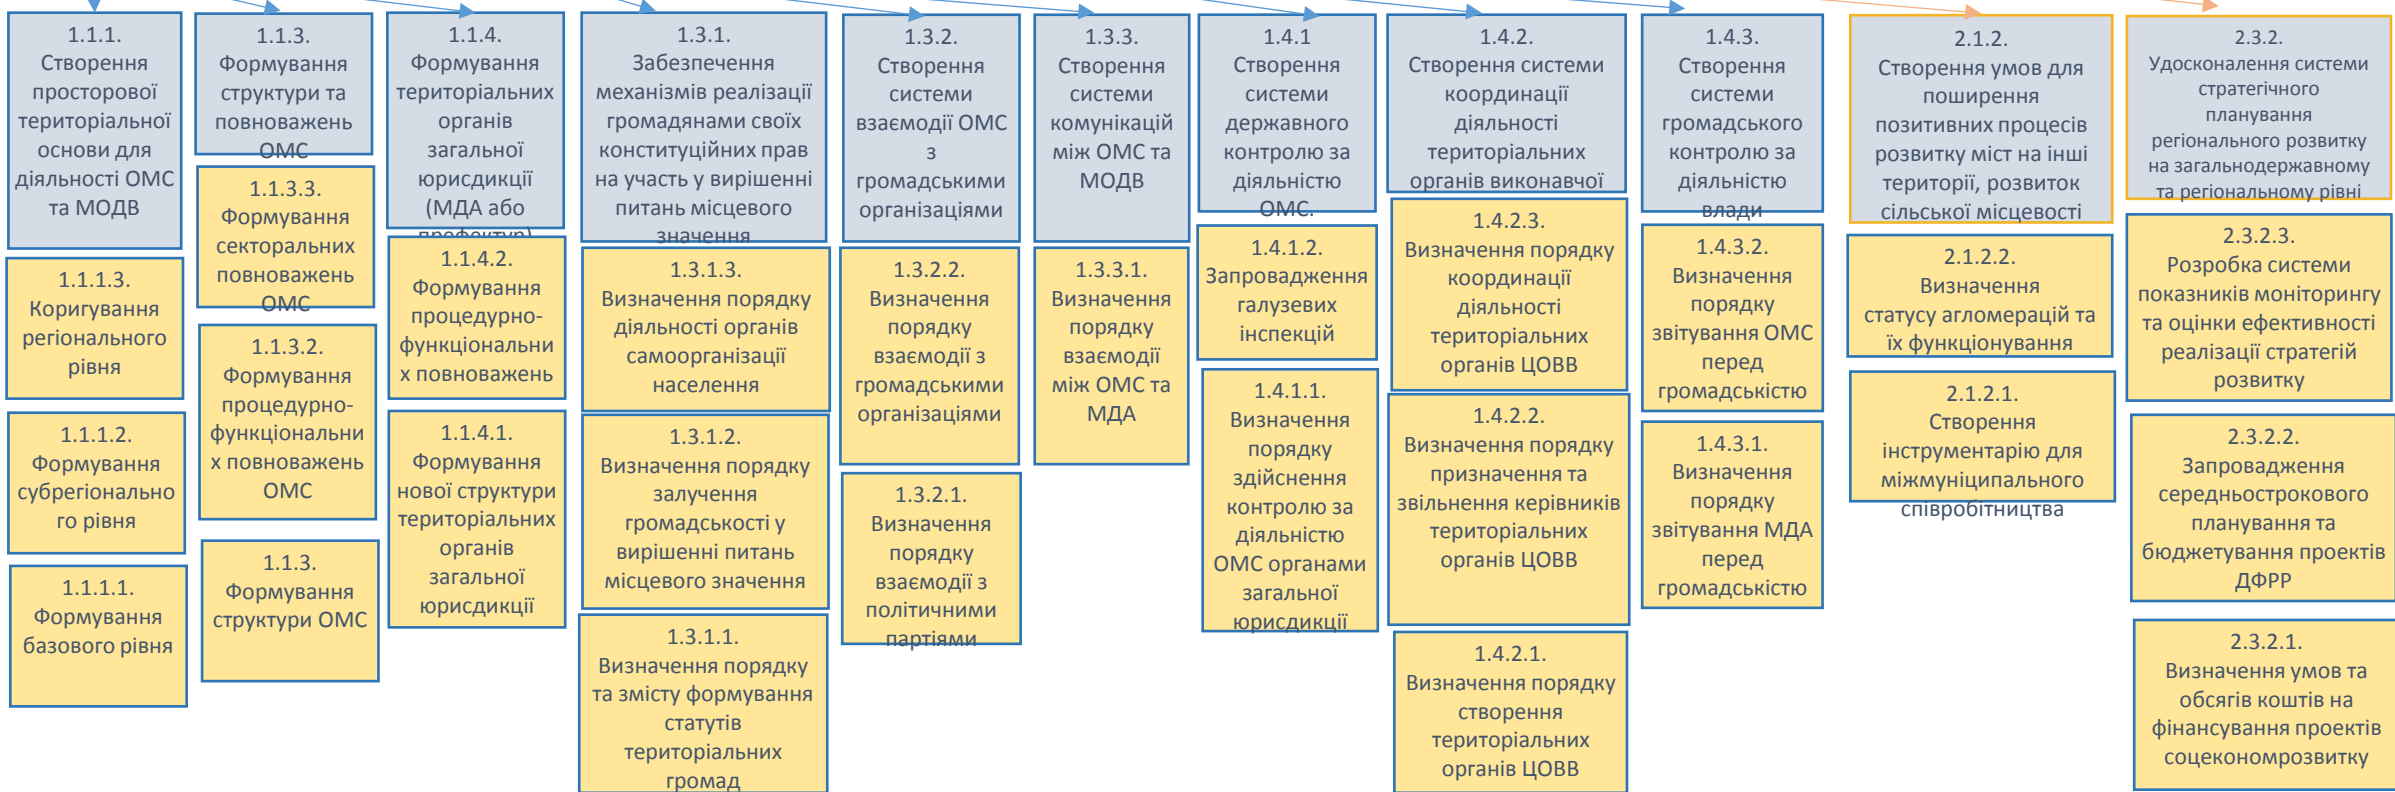 1.1.1.
Створення
просторової
територіальної
основи для
діяльності ОМС
та МОДВ
1.1.1.3.
Коригування
регіонального
рівня
1.1.1.2.
Формування
субрегіонально
го рівня
1.1.1.1.
Формування
базового рівня
1.1.3.
Формування
структури та
повноважень
ОМС
1.1.3.3.
Формування
секторальних
повноважень
ОМС
1.1.3.2.
Формування
процедурно-
функціональни
х повноважень
ОМС
1.1.3.
Формування
структури ОМС
1.1.4.
Формування
територіальних
органів
загальної
юрисдикції
(МДА або
префектур)
1.1.4.2.
Формування
процедурно-
функціональни
х повноважень
1.1.4.1.
Формування
нової структури
територіальних
органів
загальної
юрисдикції
1.3.1.
Забезпечення
механізмів реалізації
громадянами своїх
конституційних прав
на участь у вирішенні
питань місцевого
значення
1.3.1.3.
Визначення порядку
діяльності органів
самоорганізації
населення
1.3.1.2.
Визначення порядку
залучення
громадськості у
вирішенні питань
місцевого значення
1.3.1.1.
Визначення порядку
та змісту формування
статутів
територіальних
громад
1.3.2.
Створення
системи
взаємодії ОМС
з
громадськими
організаціями
1.3.2.2.
Визначення
порядку
взаємодії з
громадськими
організаціями
1.3.2.1.
Визначення
порядку
взаємодії з
політичними
партіями
1.3.3.
Створення
системи
комунікацій
між ОМС та
МОДВ
1.3.3.1.
Визначення
порядку
взаємодії
між ОМС та
МДА
1.4.1
Створення
системи
державного
контролю за
діяльністю
ОМС.
1.4.1.2.
Запровадження
галузевих
інспекцій
1.4.1.1.
Визначення
порядку
здійснення
контролю за
діяльністю
ОМС органами
загальної
юрисдикції
1.4.2.
Створення системи
координації
діяльності
територіальних
органів виконавчої
1.4.2.3.
Визначення порядку
координації
діяльності
територіальних
органів ЦОВВ
1.4.2.2.
Визначення порядку
призначення та
звільнення керівників
територіальних
органів ЦОВВ
1.4.2.1.
Визначення порядку
створення
територіальних
органів ЦОВВ
1.4.3.
Створення
системи
громадського
контролю за
діяльністю
влади
1.4.3.2.
Визначення
порядку
звітування ОМС
перед
громадськістю
1.4.3.1.
Визначення
порядку
звітування МДА
перед
громадськістю
2.1.2.
Створення умов для
поширення
позитивних процесів
розвитку міст на інші
території, розвиток
сільської місцевості
2.1.2.2.
Визначення
статусу агломерацій та
їх функціонування
2.1.2.1.
Створення
інструментарію для
міжмуніципального
співробітництва
2.3.2.
Удосконалення системи
стратегічного
планування
регіонального розвитку
на загальнодержавному
та регіональному рівні
2.3.2.3.
Розробка системи
показників моніторингу
та оцінки ефективності
реалізації стратегій
розвитку
2.3.2.2.
Запровадження
середньострокового
планування та
бюджетування проектів
ДФРР
2.3.2.1.
Визначення умов та
обсягів коштів на
фінансування проектів
соцекономрозвитку